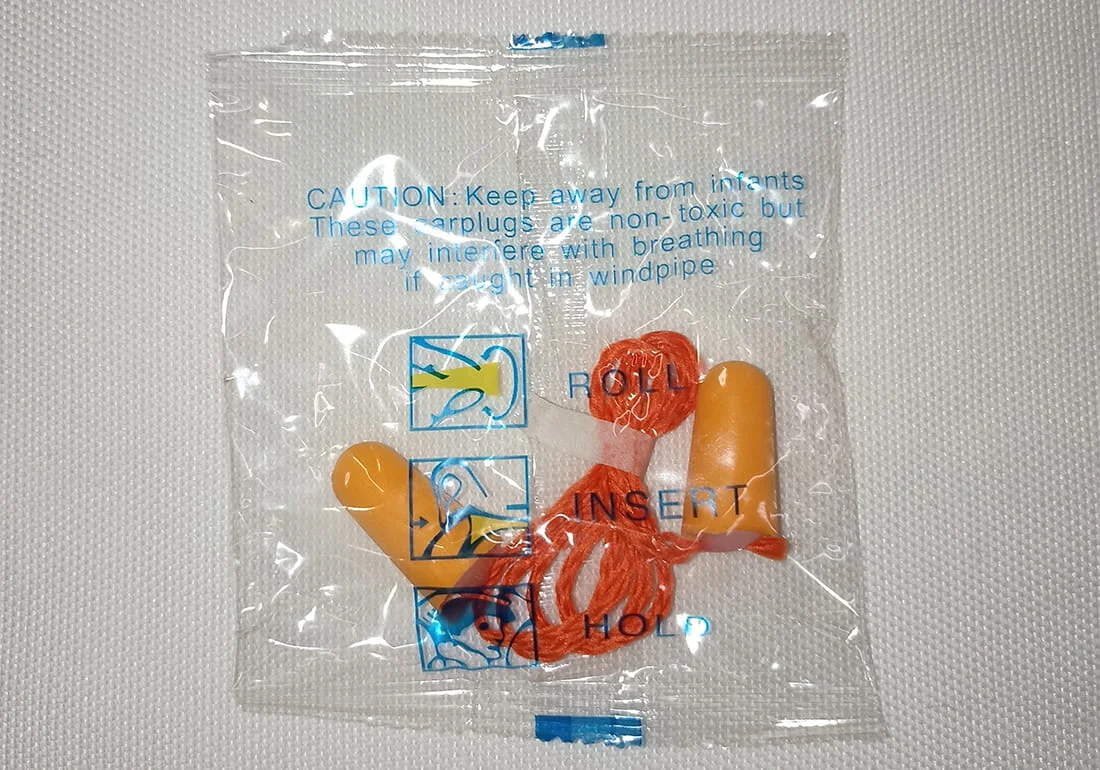 CAUTION: Keep away from infants
These earplugs are non-toxic but
may interfere with breathing
if caught in windpipe
ROLL
INSERT
HOLD